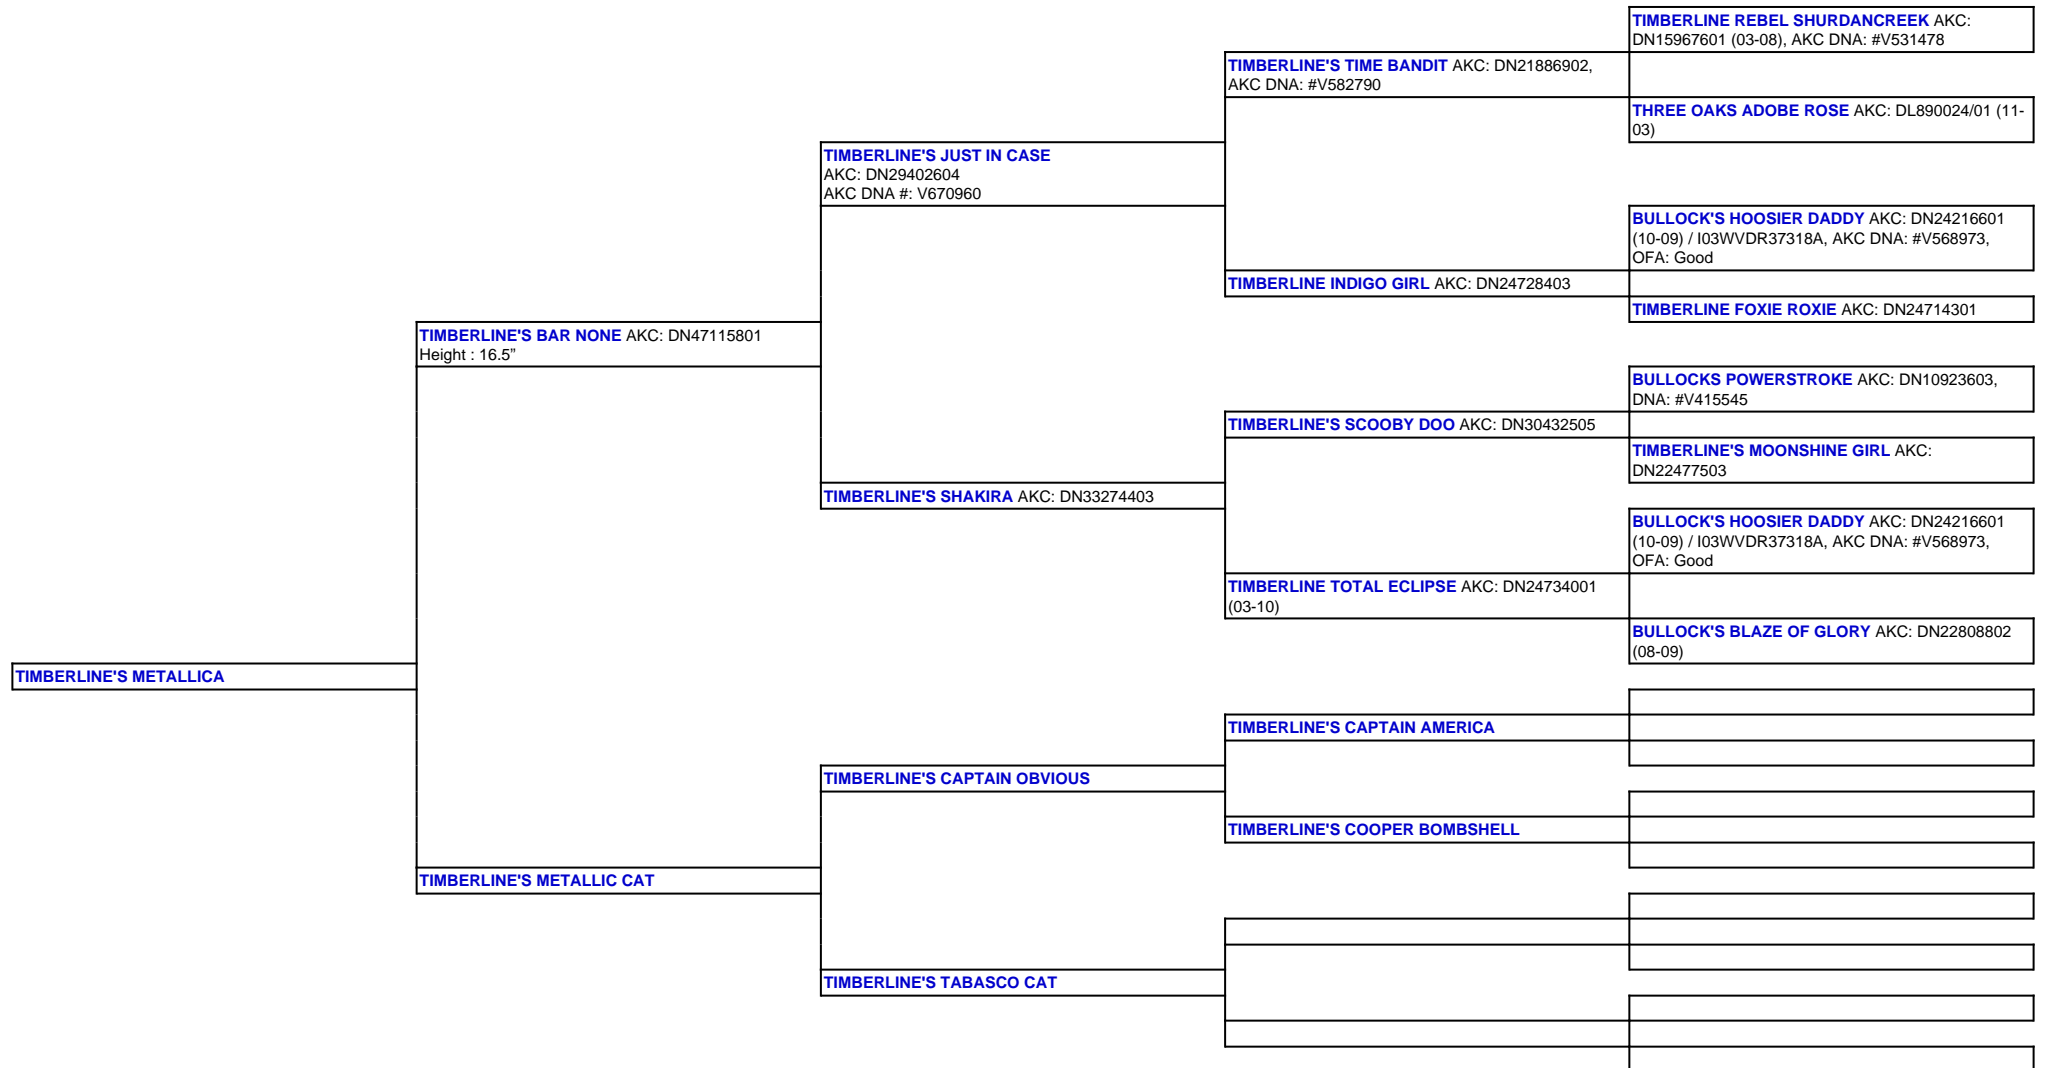 TIMBERLINE REBEL SHURDANCREEK AKC:
DN15967601 (03-08), AKC DNA: #V531478
TIMBERLINE'S TIME BANDIT AKC: DN21886902,
AKC DNA: #V582790
THREE OAKS ADOBE ROSE AKC: DL890024/01 (11-
03)
TIMBERLINE'S JUST IN CASE
AKC: DN29402604
AKC DNA #: V670960
BULLOCK'S HOOSIER DADDY AKC: DN24216601
(10-09) / I03WVDR37318A, AKC DNA: #V568973,
OFA: Good
TIMBERLINE INDIGO GIRL AKC: DN24728403
TIMBERLINE FOXIE ROXIE AKC: DN24714301
TIMBERLINE'S BAR NONE AKC: DN47115801
Height : 16.5”
BULLOCKS POWERSTROKE AKC: DN10923603,
DNA: #V415545
TIMBERLINE'S SCOOBY DOO AKC: DN30432505
TIMBERLINE'S MOONSHINE GIRL AKC:
DN22477503
TIMBERLINE'S SHAKIRA AKC: DN33274403
BULLOCK'S HOOSIER DADDY AKC: DN24216601
(10-09) / I03WVDR37318A, AKC DNA: #V568973,
OFA: Good
TIMBERLINE TOTAL ECLIPSE AKC: DN24734001
(03-10)
BULLOCK'S BLAZE OF GLORY AKC: DN22808802
(08-09)
TIMBERLINE'S METALLICA
TIMBERLINE'S CAPTAIN AMERICA
TIMBERLINE'S CAPTAIN OBVIOUS
TIMBERLINE'S COOPER BOMBSHELL
TIMBERLINE'S METALLIC CAT
TIMBERLINE'S TABASCO CAT